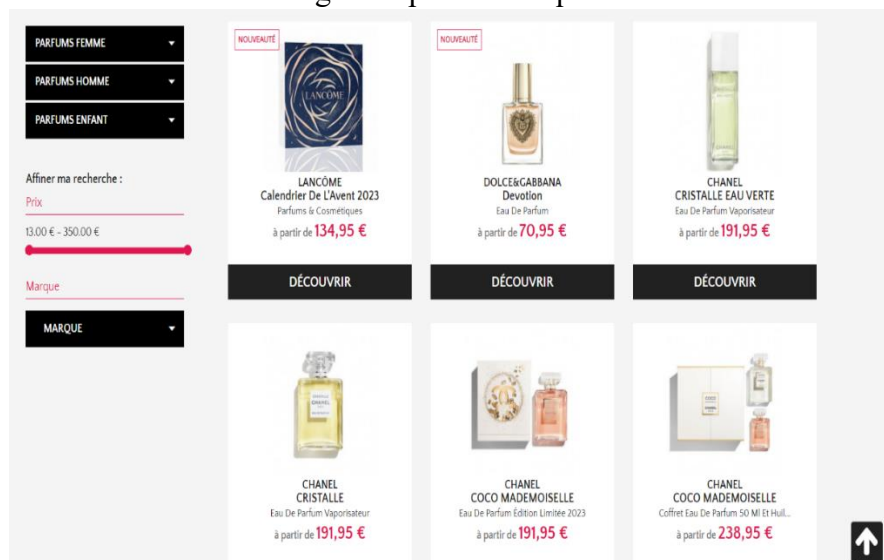 PARFUMS FEMME
PARFUMS HOMME
PARFUMS ENFANT
Affiner ma recherche :
Prix
13.00 € - 350.00 €
Marque
MARQUE
NOUVEAUTÉ
LANCÔME
LANCÔME
Calendrier De L'Avent 2023
Parfums & Cosmétiques
à partir de 134,95 €
DÉCOUVRIR
NOUVEAUTÉ
DOLCE&GABBANA
Devotion
Eau De Parfum
à partir de 70,95 €
DÉCOUVRIR
CHANEL
CRISTALLE EAU VERTE
Eau De Parfum Vaporisateur
à partir de 191,95 €
DÉCOUVRIR
CHANEL
CHANEL
CRISTALLE
Eau De Parfum Vaporisateur
à partir de 191,95 €
CHANEL
COCO MADEMOISELLE
Eau De Parfum Édition Limitée 2023
à partir de 191,95 €
COCO
CHANEL
CHANEL
COCO MADEMOISELLE
Coffret Eau De Parfum 50 Ml Et Huil...
à partir de 238,95 €